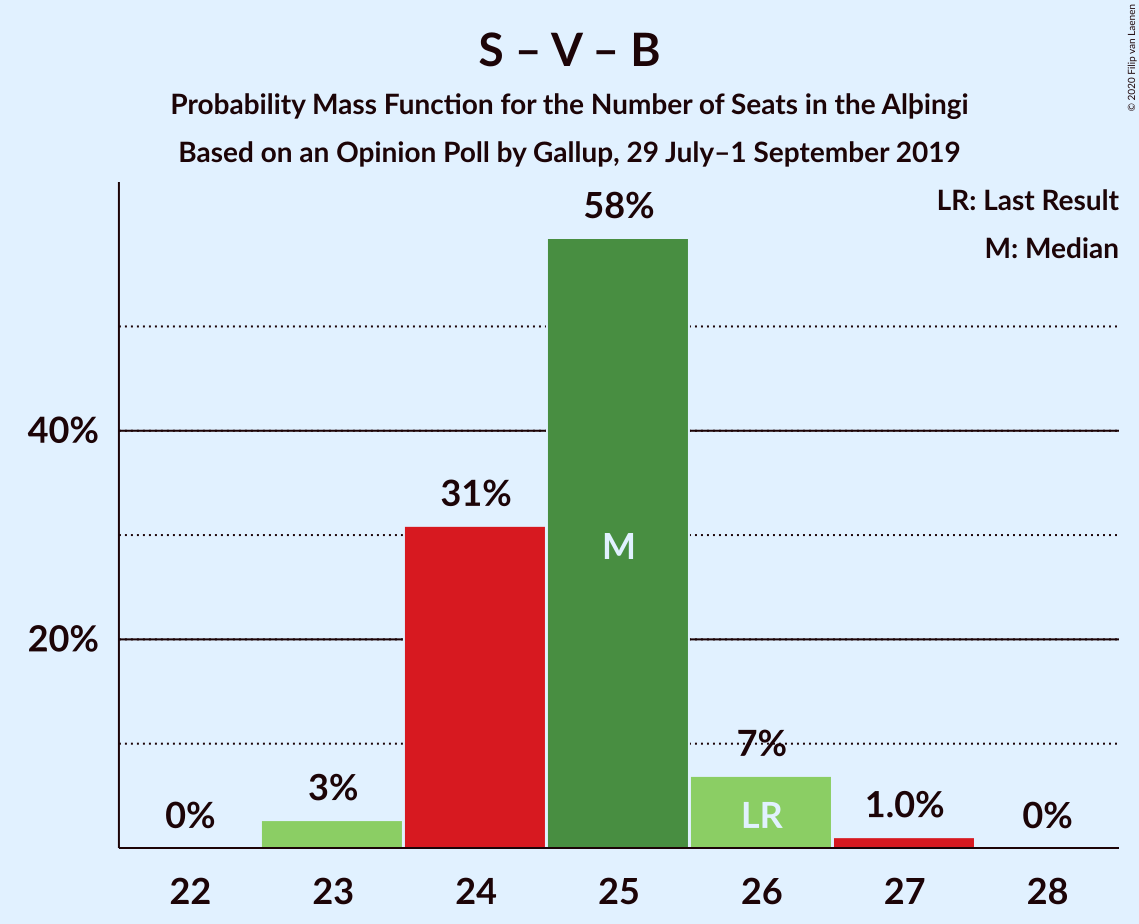 S – V – B
Probability Mass Function for the Number of Seats in the Alþingi
Based on an Opinion Poll by Gallup, 29 July–1 September 2019
© 2020 Filip van Laenen
LR: Last Result
M: Median
58%
40%
31%
M
20%
7%
3%
1.0%
0%
LR
0%
22 23 24 25 26 27 28